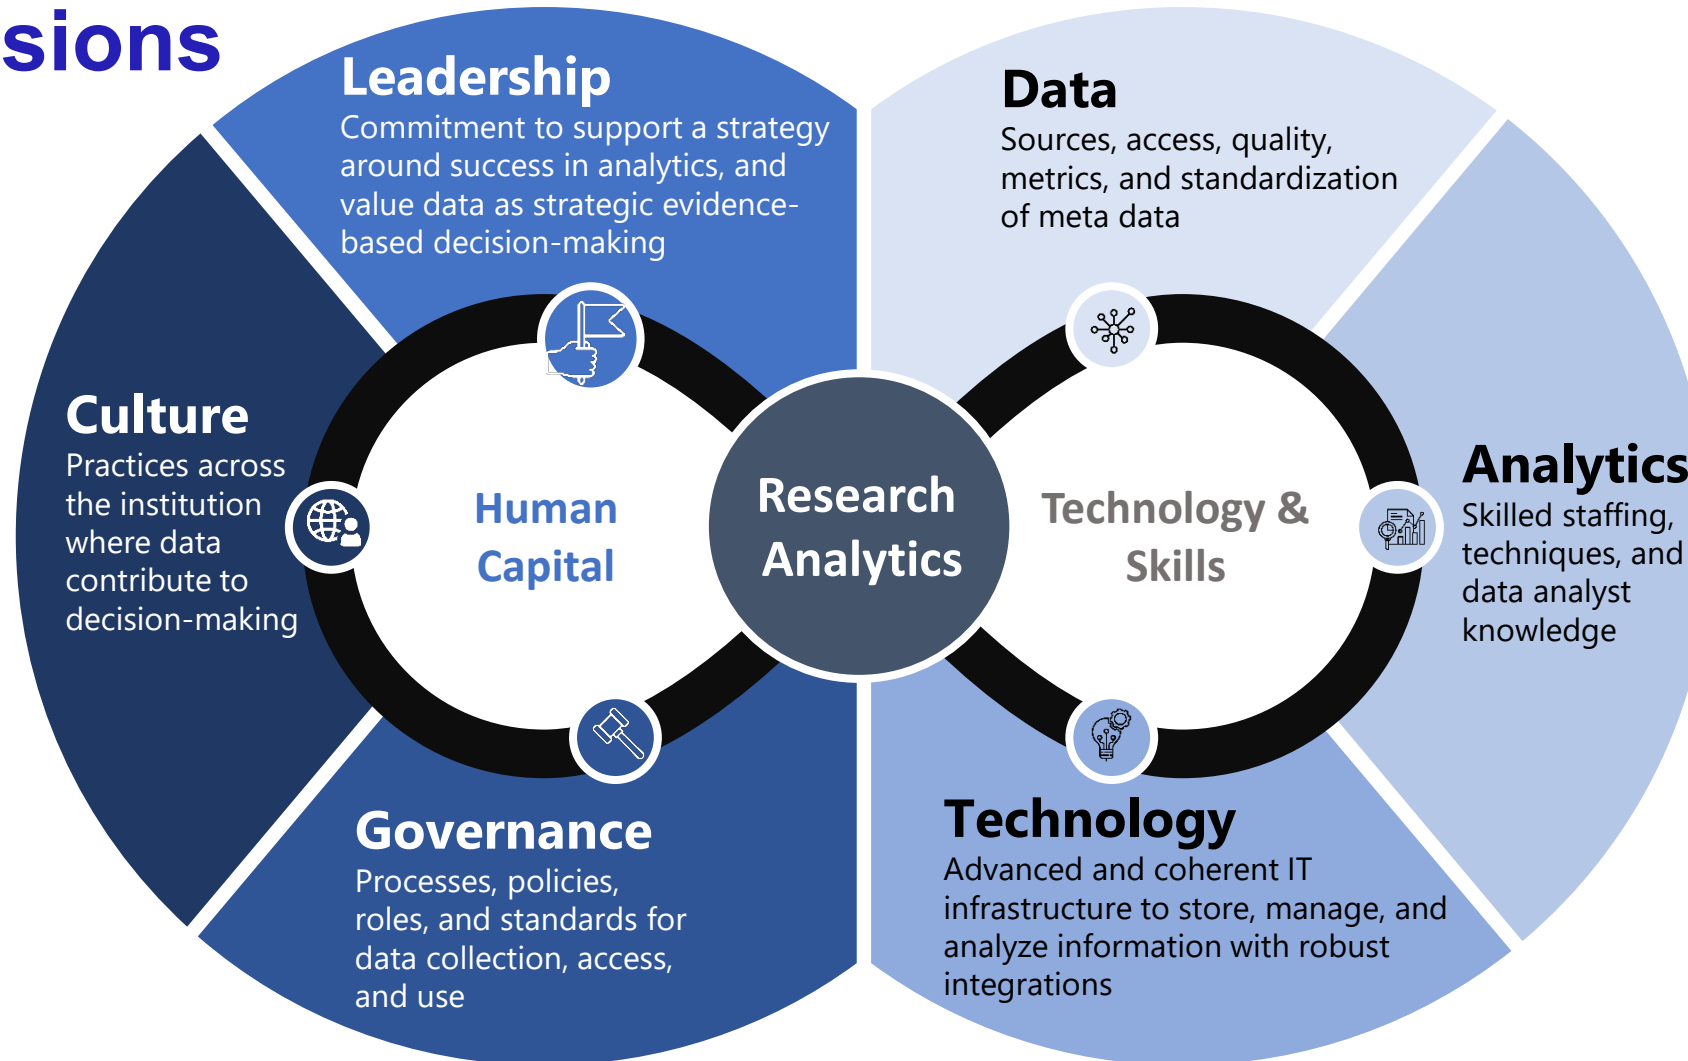 sions
Leadership
Commitment to support a strategy
around success in analytics, and
value data as strategic evidence-
based decision-making
Data
Sources, access, quality,
metrics, and standardization
of meta data
Culture
Practices across
the institution
where data
contribute to
decision-making
Human
Capital
Research
Analytics
Technology &
Skills
Analytics
Skilled staffing,
techniques, and
data analyst
knowledge
Governance
Processes, policies,
roles, and standards for
data collection, access,
and use
Technology
Advanced and coherent IT
infrastructure to store, manage, and
analyze information with robust
integrations